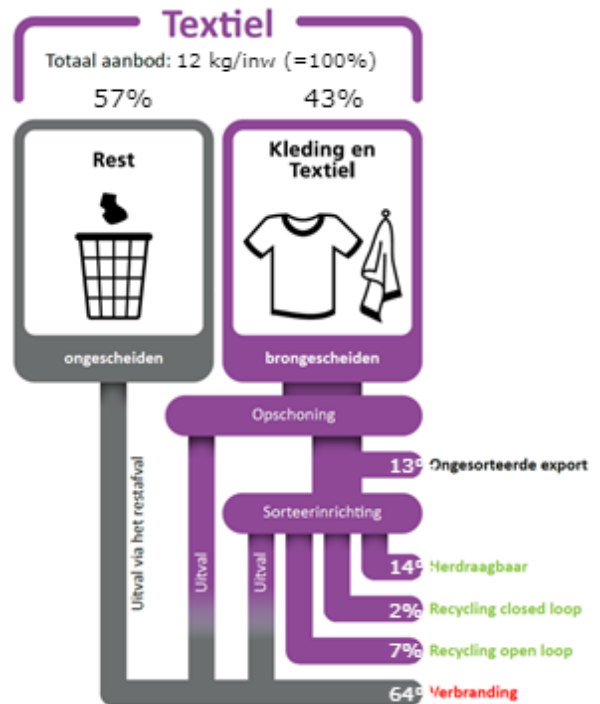 Textiel
Totaal aanbod: 12 kg/inw (=100%)
57% 43%
Rest
Kleding en
Textiel
ongescheiden
brongescheiden
Opschoning
13% Ongesorteerde export
Uitval via het restafval
Sorteerinrichting
Uitval
Uitval
14% Herdraagbaar
2% Recycling closed loop
7% Recycling open loop
64% Verbranding